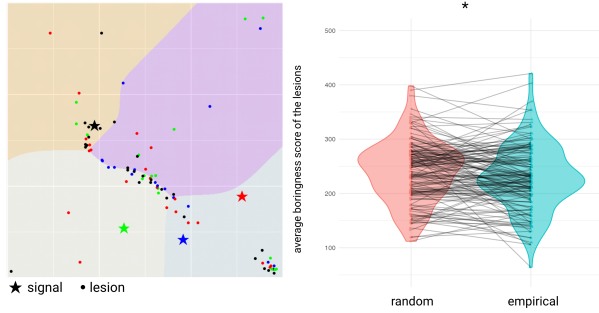 ★ signal • lesion
*
average boringness score of the lesions
500
400
300
200
100
random empirical